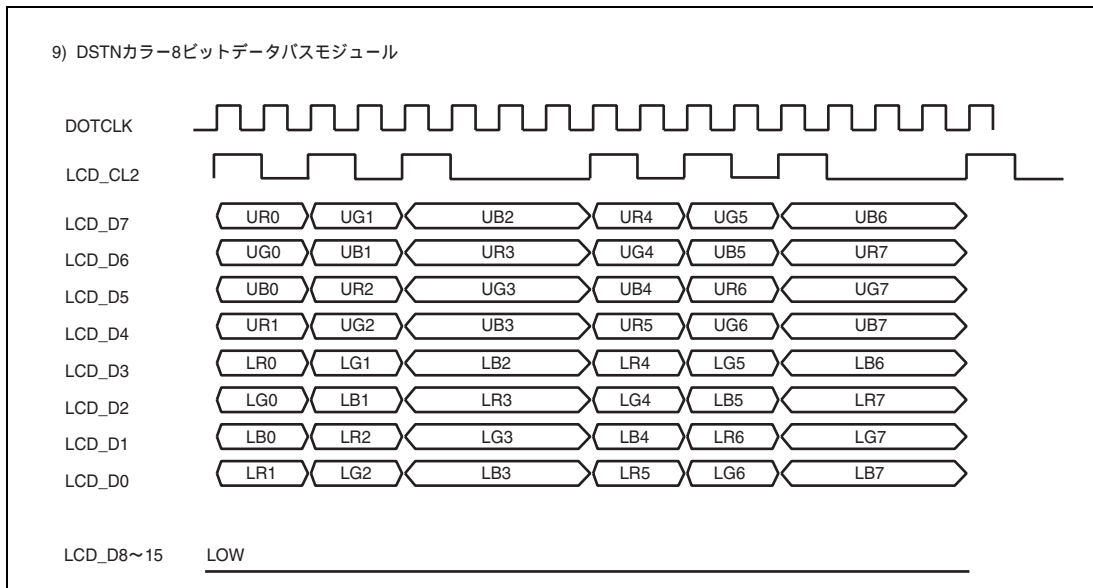 9) DSTNカラー8ビットデータバスモジュール
DOTCLK
LCD_CL2
LCD_D7 UR0 UG1 UB2 UR4 UG5 UB6
LCD_D6 UG0 UB1 UR3 UG4 UB5 UR7
LCD_D5 UB0 UR2 UG3 UB4 UR6 UG7
LCD_D4 UR1 UG2 UB3 UR5 UG6 UB7
LCD_D3 LR0 LG1 LB2 LR4 LG5 LB6
LCD_D2 LG0 LB1 LR3 LG4 LB5 LR7
LCD_D1 LB0 LR2 LG3 LB4 LR6 LG7
LCD_D0 LR1 LG2 LB3 LR5 LG6 LB7
LCD_D8～15 LOW